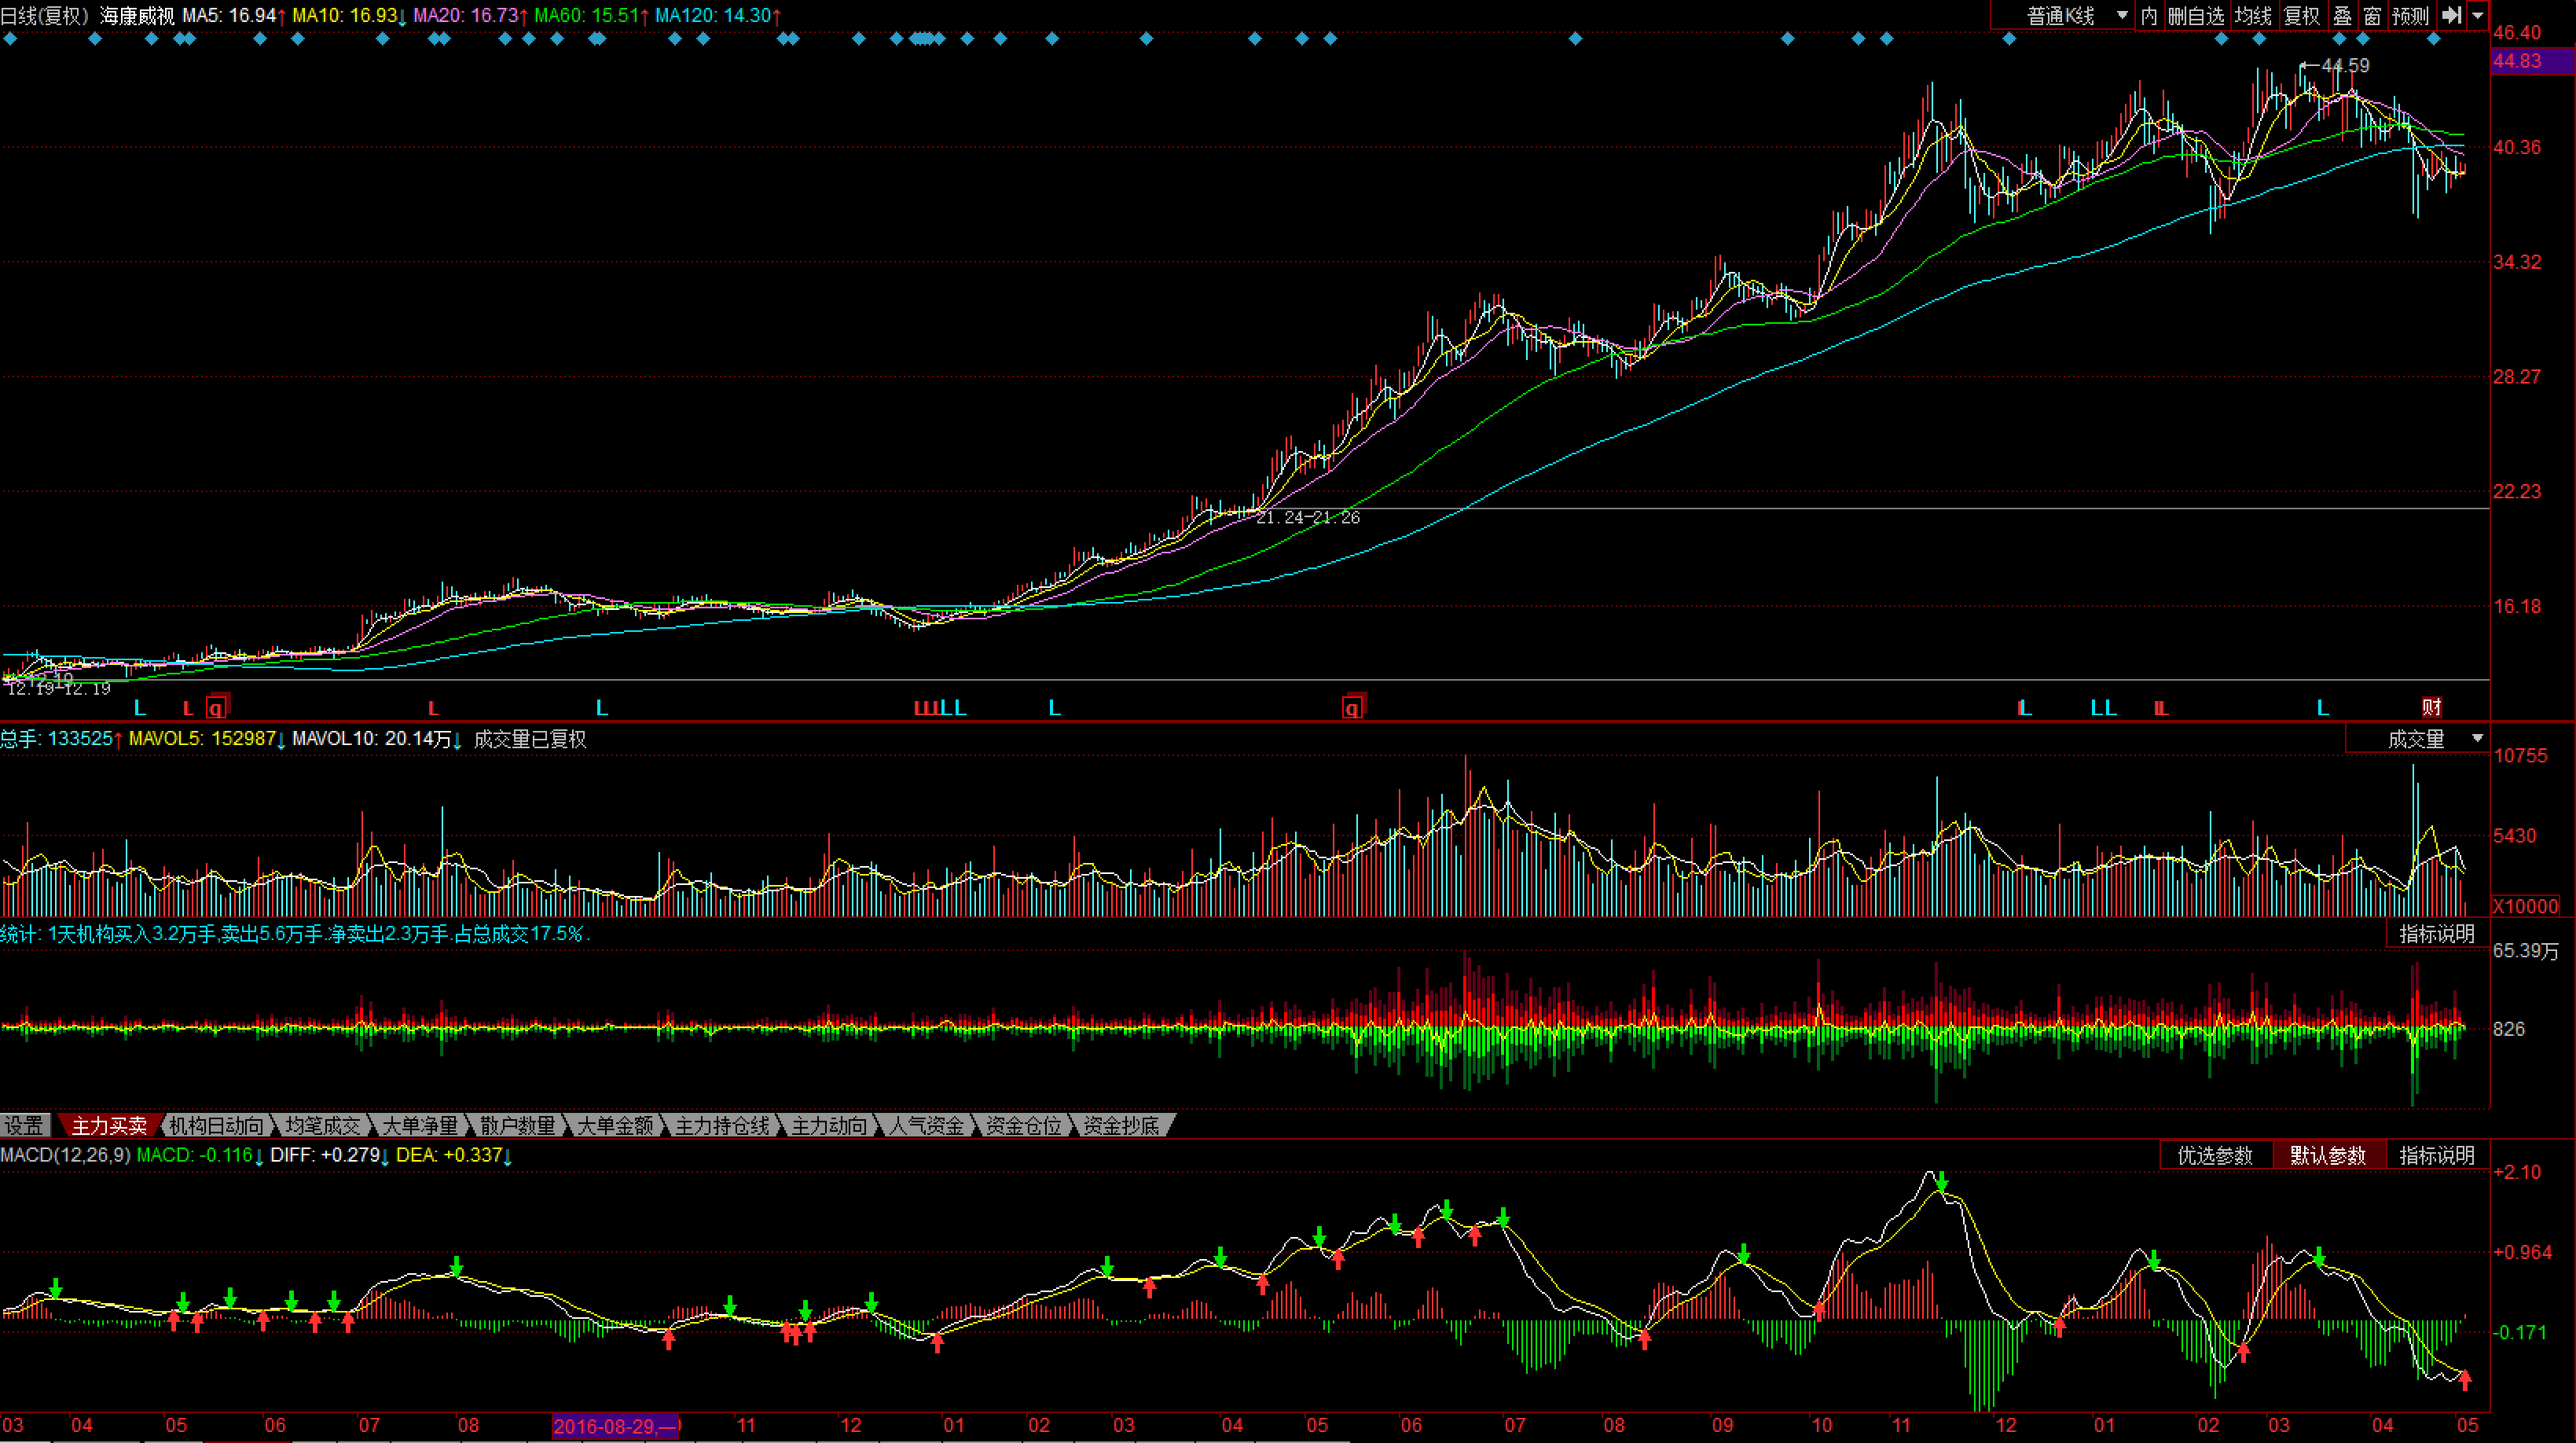 日线(复权) 海康威视 MA5: 16.94↑ MA10: 16.93↓ MA20: 16.73↑ MA60: 15.51↑ MA120: 14.30↑ 普通K线 ▼ 内 删自选 均线 复权 叠 窗 预测
46.40
44.83
←44.59
40.36
34.32
28.27
22.23
21.24-21.26
16.18
12.19
12.19-12.19
L L q L L L L L L q L L L L L 财
总手: 133525↑ MAVOL5: 152987↓ MAVOL10: 20.14万↓ 成交量已复权 成交量 ▼
10755
5430
X10000
统计: 1天机构买入3.2万手,卖出5.6万手.净卖出2.3万手.占总成交17.5%. 指标说明
65.39万
826
设置 主力买卖 机构日动向 均笔成交 大单净量 散户数量 大单金额 主力持仓线 主力动向 人气资金 资金仓位 资金抄底
MACD(12,26,9) MACD: -0.116↓ DIFF: +0.279↓ DEA: +0.337↓ 优选参数 默认参数 指标说明
+2.10
+0.964
-0.171
03 04 05 06 07 08 2016-08-29,一 11 12 01 02 03 04 05 06 07 08 09 10 11 12 01 02 03 04 05